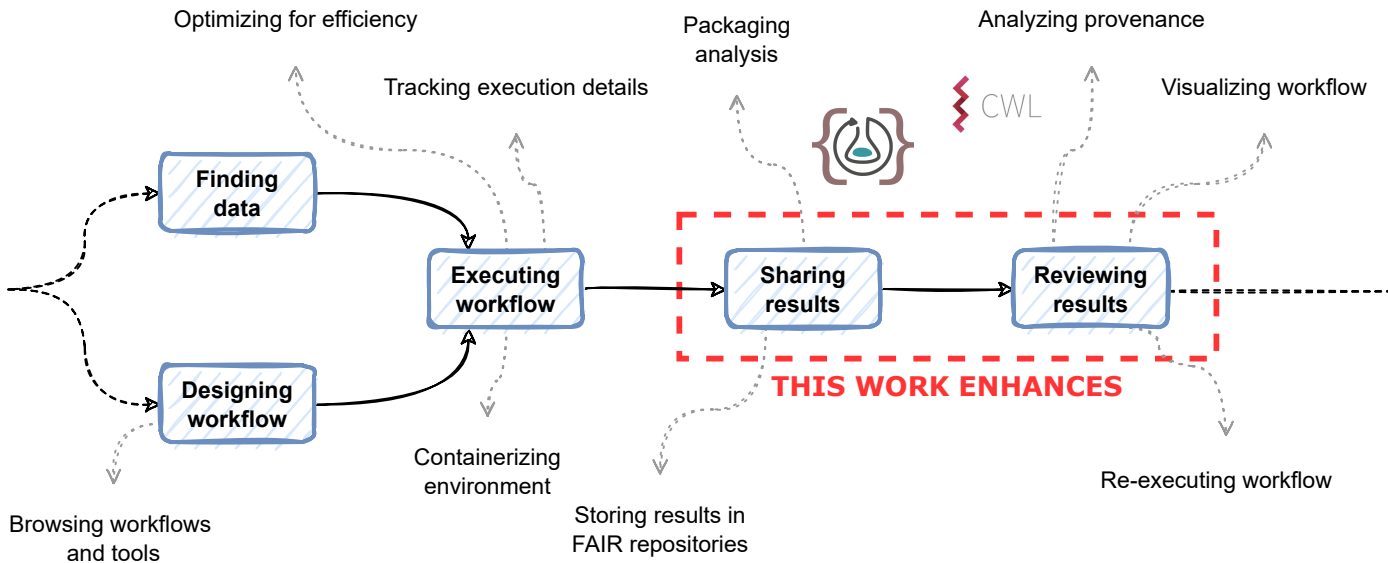 Optimizing for efficiency
Tracking execution details
Packaging
analysis
Analyzing provenance
Visualizing workflow
CWL
Finding
data
Executing
workflow
Sharing
results
Reviewing
results
Designing
workflow
THIS WORK ENHANCES
Browsing workflows
and tools
Containerizing
environment
Storing results in
FAIR repositories
Re-executing workflow